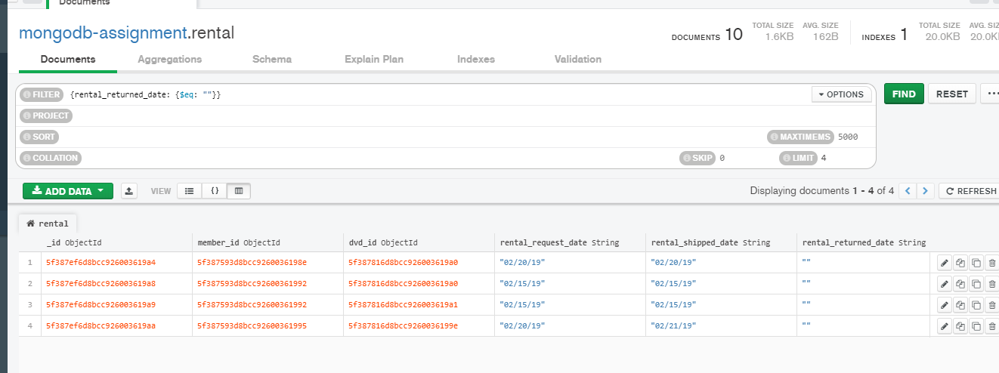 Documents
mongodb-assignment.rental
DOCUMENTS 10 TOTAL SIZE 1.6KB AVG. SIZE 162B INDEXES 1 TOTAL SIZE 20.0KB AVG. SIZ 20.0K
Documents Aggregations Schema Explain Plan Indexes Validation
FILTER {rental_returned_date: {$eq: ""}} OPTIONS FIND RESET ...
PROJECT
SORT MAXTIMEMS 5000
COLLATION SKIP 0 LIMIT 4
ADD DATA VIEW {} Displaying documents 1 - 4 of 4 < > REFRESH
rental
_id ObjectId member_id ObjectId dvd_id ObjectId rental_request_date String rental_shipped_date String rental_returned_date String
1 5f387ef6d8bcc926003619a4 5f387593d8bcc9260036198e 5f387816d8bcc926003619a0 "02/20/19" "02/20/19" ""
2 5f387ef6d8bcc926003619a8 5f387593d8bcc92600361992 5f387816d8bcc926003619a0 "02/15/19" "02/15/19" ""
3 5f387ef6d8bcc926003619a9 5f387593d8bcc92600361992 5f387816d8bcc926003619a1 "02/15/19" "02/15/19" ""
4 5f387ef6d8bcc926003619aa 5f387593d8bcc92600361995 5f387816d8bcc9260036199e "02/20/19" "02/21/19" ""